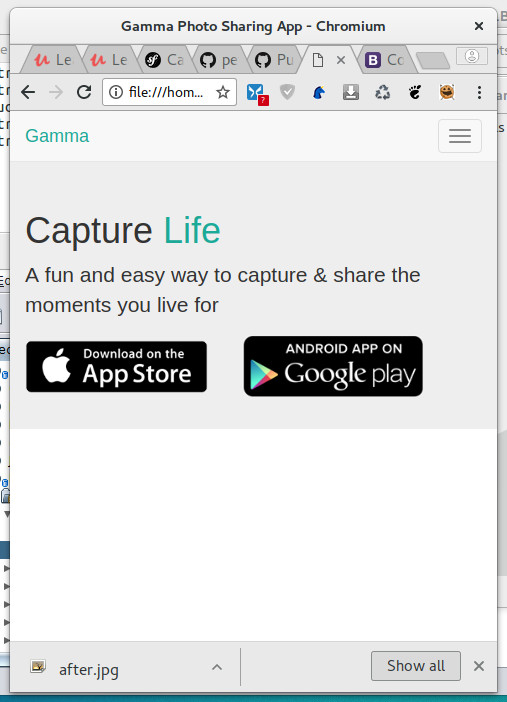 Gamma Photo Sharing App - Chromium
Le
Le
Ca
pe
Pu
Co
file:///hom...
7
Gamma
Capture Life
A fun and easy way to capture & share the
moments you live for
Download on the
App Store
ANDROID APP ON
Google play
after.jpg
Show all